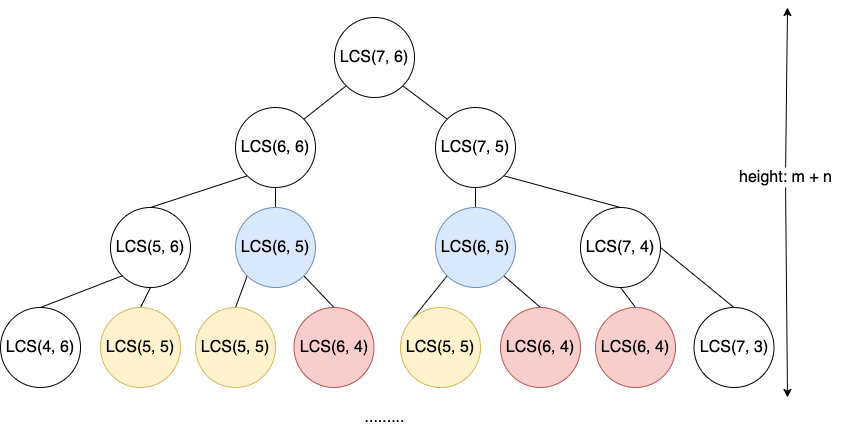 LCS(7, 6)
LCS(6, 6)
LCS(7, 5)
height: m + n
LCS(5, 6)
LCS(6, 5)
LCS(6, 5)
LCS(7, 4)
LCS(4, 6)
LCS(5, 5)
LCS(5, 5)
LCS(6, 4)
LCS(5, 5)
LCS(6, 4)
LCS(6, 4)
LCS(7, 3)
.........